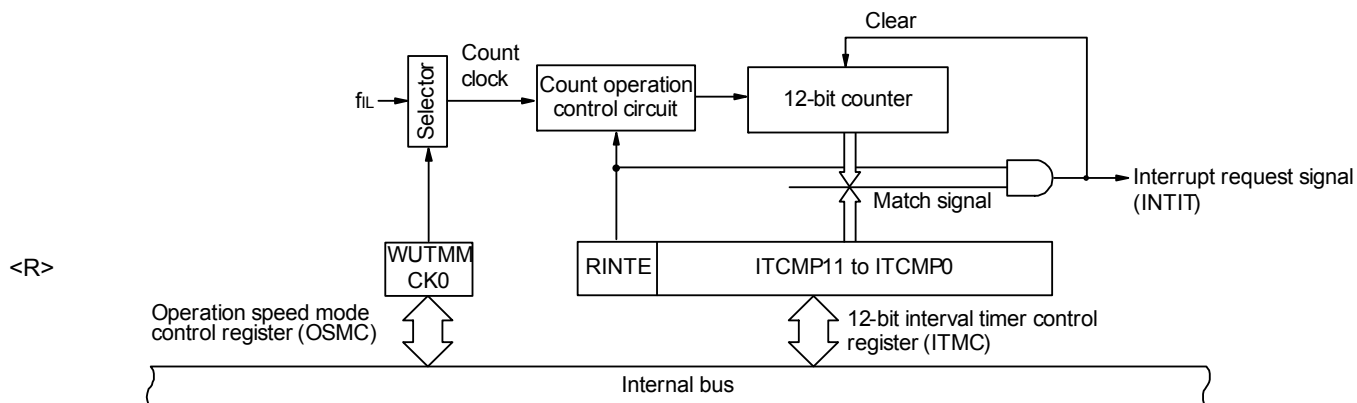 Clear
Count
clock
fIL
Selector
Count operation
control circuit
12-bit counter
Match signal
Interrupt request signal
(INTIT)
<R>
WUTMM
CK0
RINTE
ITCMP11 to ITCMP0
Operation speed mode
control register (OSMC)
12-bit interval timer control
register (ITMC)
Internal bus